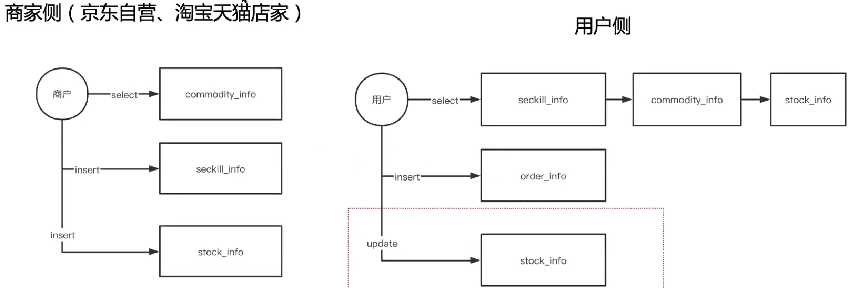 商家侧（京东自营、淘宝天猫店家）
用户侧
商户
select
commodity_info
insert
seckill_info
insert
stock_info
用户
select
seckill_info
commodity_info
stock_info
insert
order_info
update
stock_info